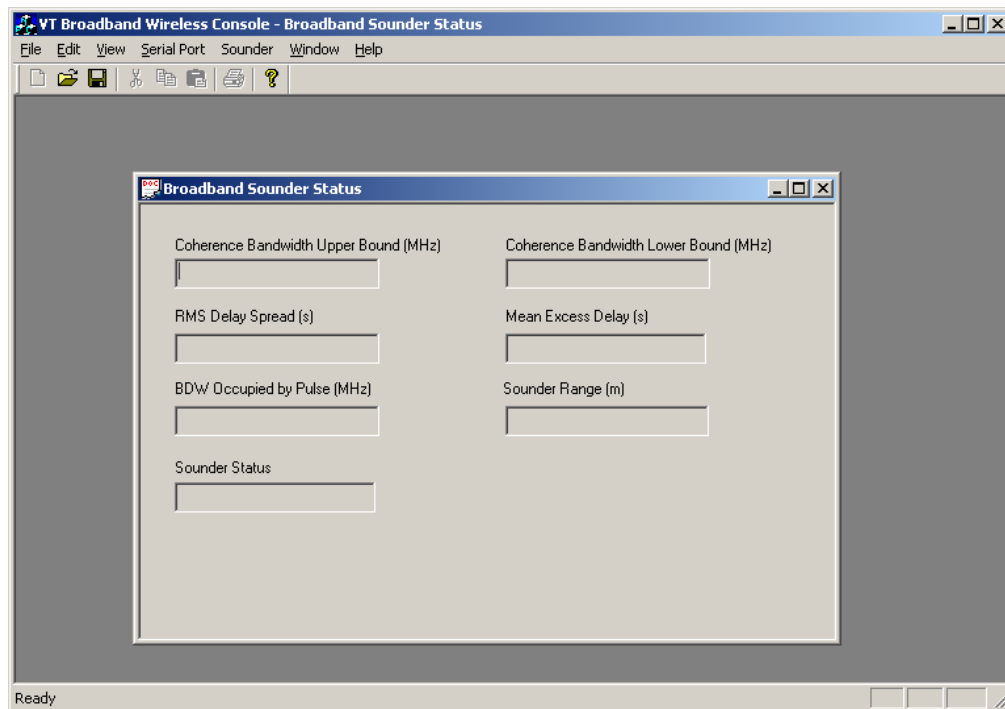 VT Broadband Wireless Console - Broadband Sounder Status
File Edit View Serial Port Sounder Window Help
DOC Broadband Sounder Status
Coherence Bandwidth Upper Bound (MHz) Coherence Bandwidth Lower Bound (MHz)
RMS Delay Spread (s) Mean Excess Delay (s)
BDW Occupied by Pulse (MHz) Sounder Range (m)
Sounder Status
Ready